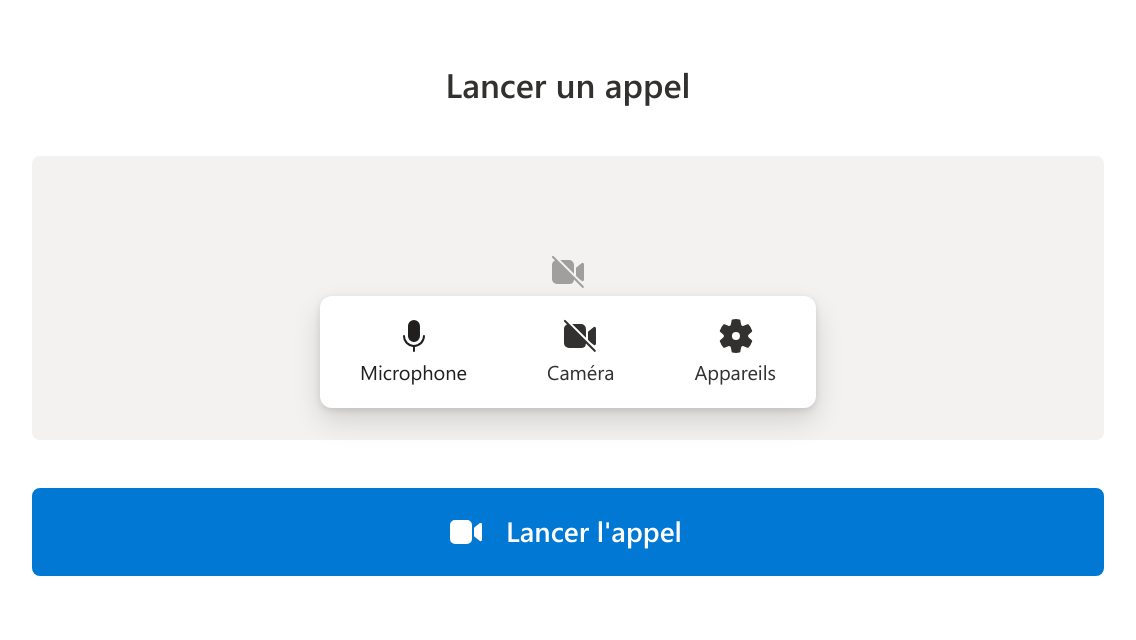 Lancer un appel
Microphone
Caméra
Appareils
Lancer l'appel